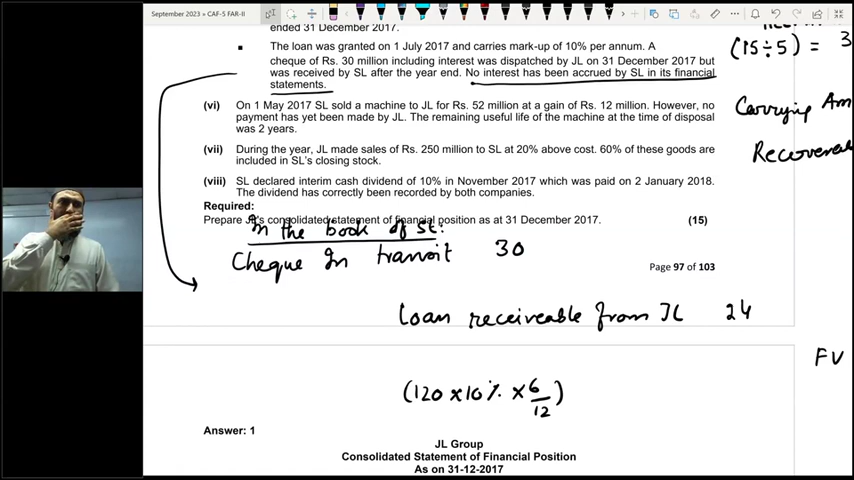 September 2023 » CAF-5 FAR-II
ended 31 December 2017.
▪ The loan was granted on 1 July 2017 and carries mark-up of 10% per annum. A
cheque of Rs. 30 million including interest was dispatched by JL on 31 December 2017 but
was received by SL after the year end. No interest has been accrued by SL in its financial
statements.
(15÷5) = 3
(vi) On 1 May 2017 SL sold a machine to JL for Rs. 52 million at a gain of Rs. 12 million. However, no
payment has yet been made by JL. The remaining useful life of the machine at the time of disposal
was 2 years.
Carrying Am
(vii) During the year, JL made sales of Rs. 250 million to SL at 20% above cost. 60% of these goods are
included in SL's closing stock.
Recoverab
(viii) SL declared interim cash dividend of 10% in November 2017 which was paid on 2 January 2018.
The dividend has correctly been recorded by both companies.
Required:
Prepare JL's consolidated statement of financial position as at 31 December 2017. (15)
In the book of SL:
Cheque In transit 30
Page 97 of 103
Loan receiveable from JL 24
FV
(120 x 10% x 6/12)
Answer: 1
JL Group
Consolidated Statement of Financial Position
As on 31-12-2017